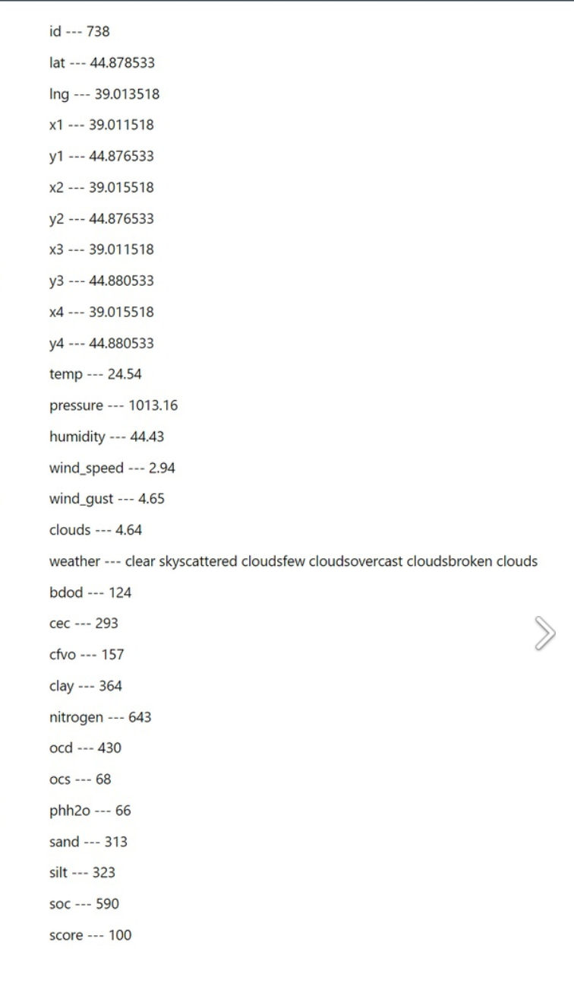 id --- 738
lat --- 44.878533
lng --- 39.013518
x1 --- 39.011518
y1 --- 44.876533
x2 --- 39.015518
y2 --- 44.876533
x3 --- 39.011518
y3 --- 44.880533
x4 --- 39.015518
y4 --- 44.880533
temp --- 24.54
pressure --- 1013.16
humidity --- 44.43
wind_speed --- 2.94
wind_gust --- 4.65
clouds --- 4.64
weather --- clear skyscattered cloudsfew cloudsovercast cloudsbroken clouds
bdod --- 124
cec --- 293
cfvo --- 157
clay --- 364
nitrogen --- 643
ocd --- 430
ocs --- 68
phh2o --- 66
sand --- 313
silt --- 323
soc --- 590
score --- 100